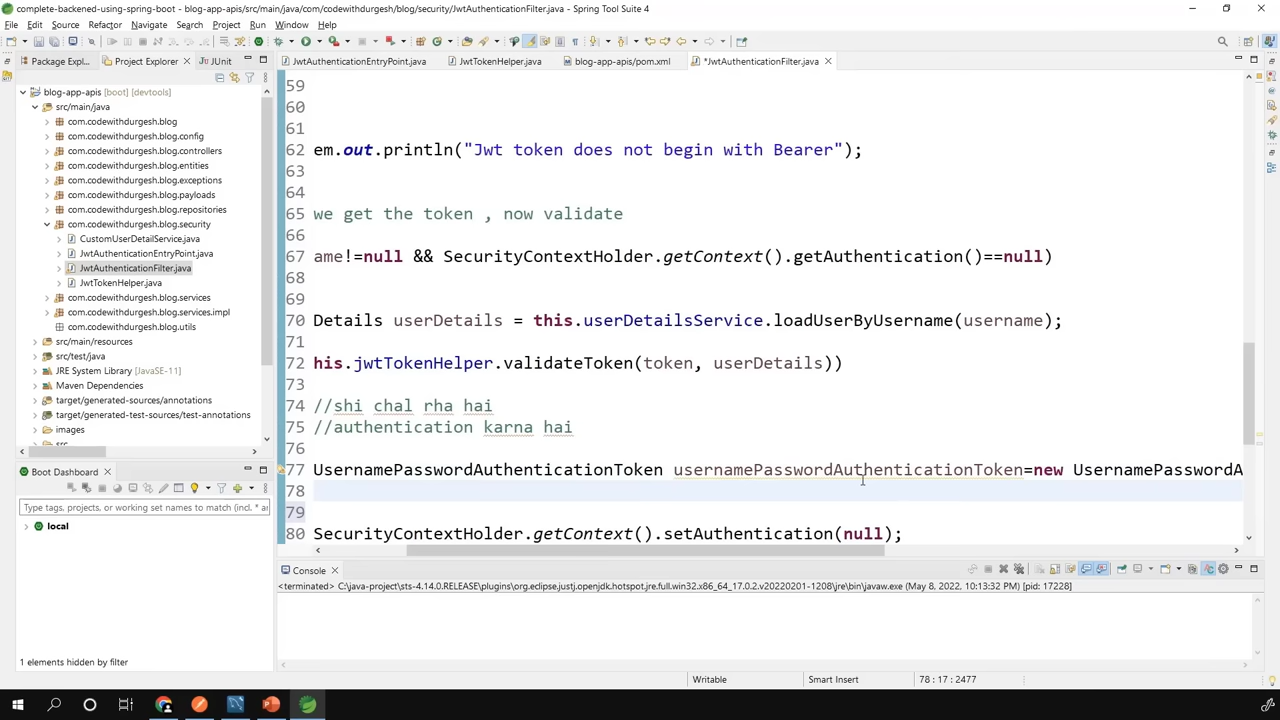 complete-backened-using-spring-boot - blog-app-apis/src/main/java/com/codewithdurgesh/blog/security/JwtAuthenticationFilter.java - Spring Tool Suite 4
File Edit Source Refactor Navigate Search Project Run Window Help
Package Expl... Project Explorer JUnit
JwtAuthenticationEntryPoint.java JwtTokenHelper.java blog-app-apis/pom.xml *JwtAuthenticationFilter.java
blog-app-apis [boot] [devtools]
src/main/java
com.codewithdurgesh.blog
com.codewithdurgesh.blog.config
com.codewithdurgesh.blog.controllers
com.codewithdurgesh.blog.entities
com.codewithdurgesh.blog.exceptions
com.codewithdurgesh.blog.payloads
com.codewithdurgesh.blog.repositories
com.codewithdurgesh.blog.security
CustomUserDetailService.java
JwtAuthenticationEntryPoint.java
JwtAuthenticationFilter.java
JwtTokenHelper.java
com.codewithdurgesh.blog.services
com.codewithdurgesh.blog.services.impl
com.codewithdurgesh.blog.utils
src/main/resources
src/test/java
JRE System Library [JavaSE-11]
Maven Dependencies
target/generated-sources/annotations
target/generated-test-sources/test-annotations
images
src
59
60
61
62 em.out.println("Jwt token does not begin with Bearer");
63
64
65 we get the token , now validate
66
67 ame!=null && SecurityContextHolder.getContext().getAuthentication()==null)
68
69
70 Details userDetails = this.userDetailsService.loadUserByUsername(username);
71
72 his.jwtTokenHelper.validateToken(token, userDetails))
73
74 //shi chal rha hai
75 //authentication karna hai
76
77 UsernamePasswordAuthenticationToken usernamePasswordAuthenticationToken=new UsernamePasswordA
78
79
80 SecurityContextHolder.getContext().setAuthentication(null);
Boot Dashboard
Type tags, projects, or working set names to match (incl. * and
local
1 elements hidden by filter
Console
<terminated> C:\java-project\sts-4.14.0.RELEASE\plugins\org.eclipse.justj.openjdk.hotspot.jre.full.win32.x86_64_17.0.2.v20220201-1208\jre\bin\javaw.exe (May 8, 2022, 10:13:32 PM) [pid: 17228]
Writable Smart Insert 78 : 17 : 2477